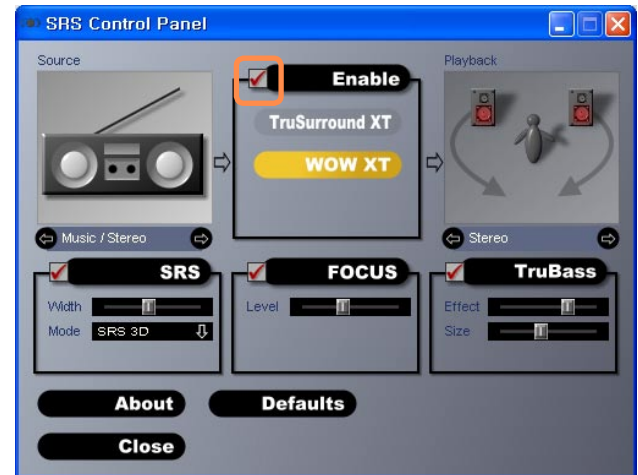 SRS Control Panel
Source
Enable
Playback
TruSurround XT
WOW XT
Music / Stereo
Stereo
SRS
FOCUS
TruBass
Width
Level
Effect
Mode
SRS 3D
Size
About
Defaults
Close